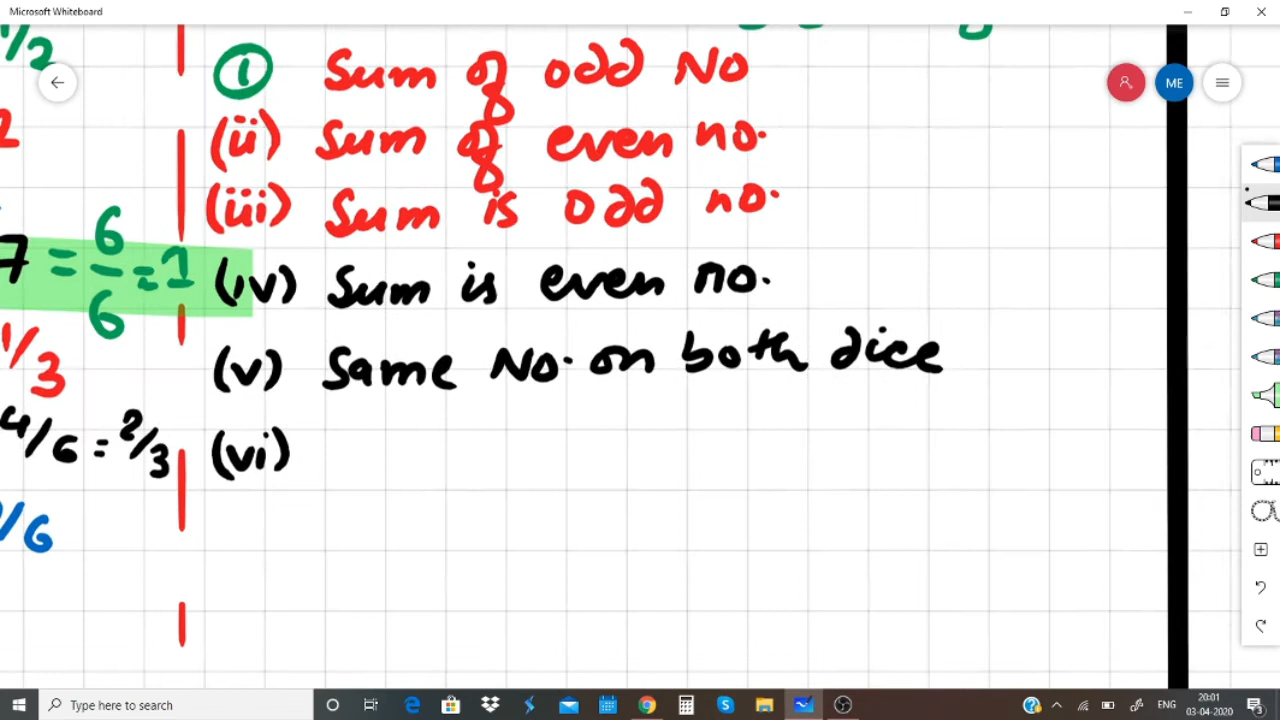 Microsoft Whiteboard
1/2
① Sum of odd No
ME
2
(ii) Sum of even no.
(iii) Sum is odd no.
7 = 6/6 = 1
(iv) Sum is even no.
1/3
(v) Same No. on both dice
4/6 = 2/3
(vi)
/6
Type here to search
ENG
20:01
03-04-2020